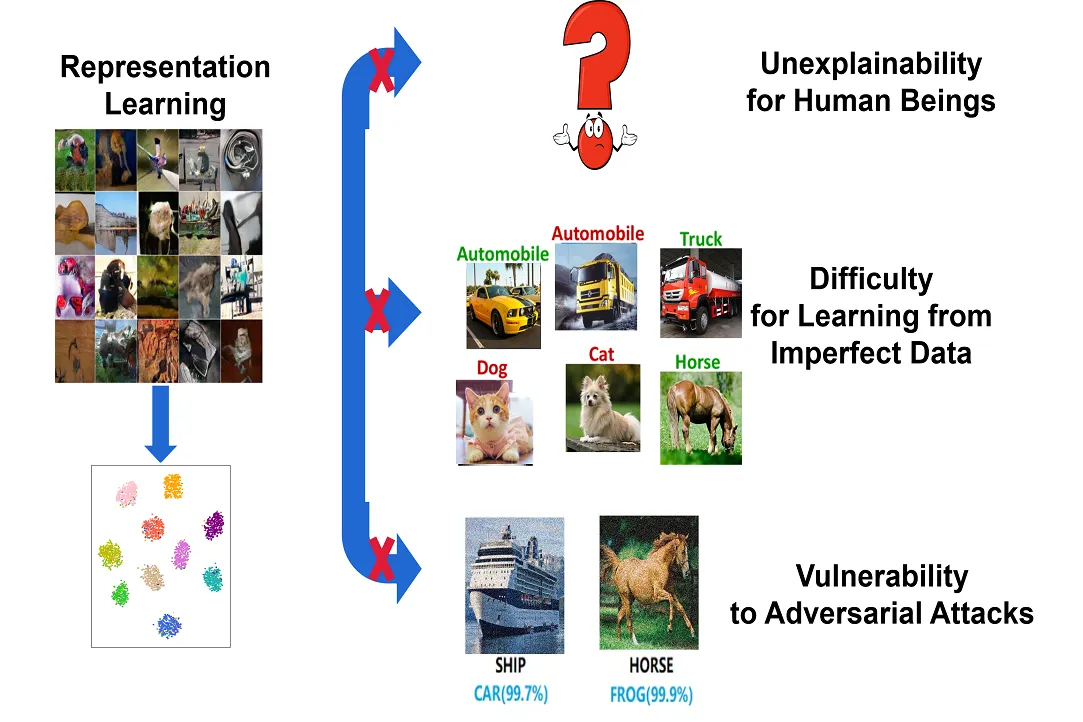 Representation
Learning
Unexplainability
for Human Beings
Automobile
Automobile
Truck
Dog
Cat
Horse
Difficulty
for Learning from
Imperfect Data
SHIP
CAR(99.7%)
HORSE
FROG(99.9%)
Vulnerability
to Adversarial Attacks